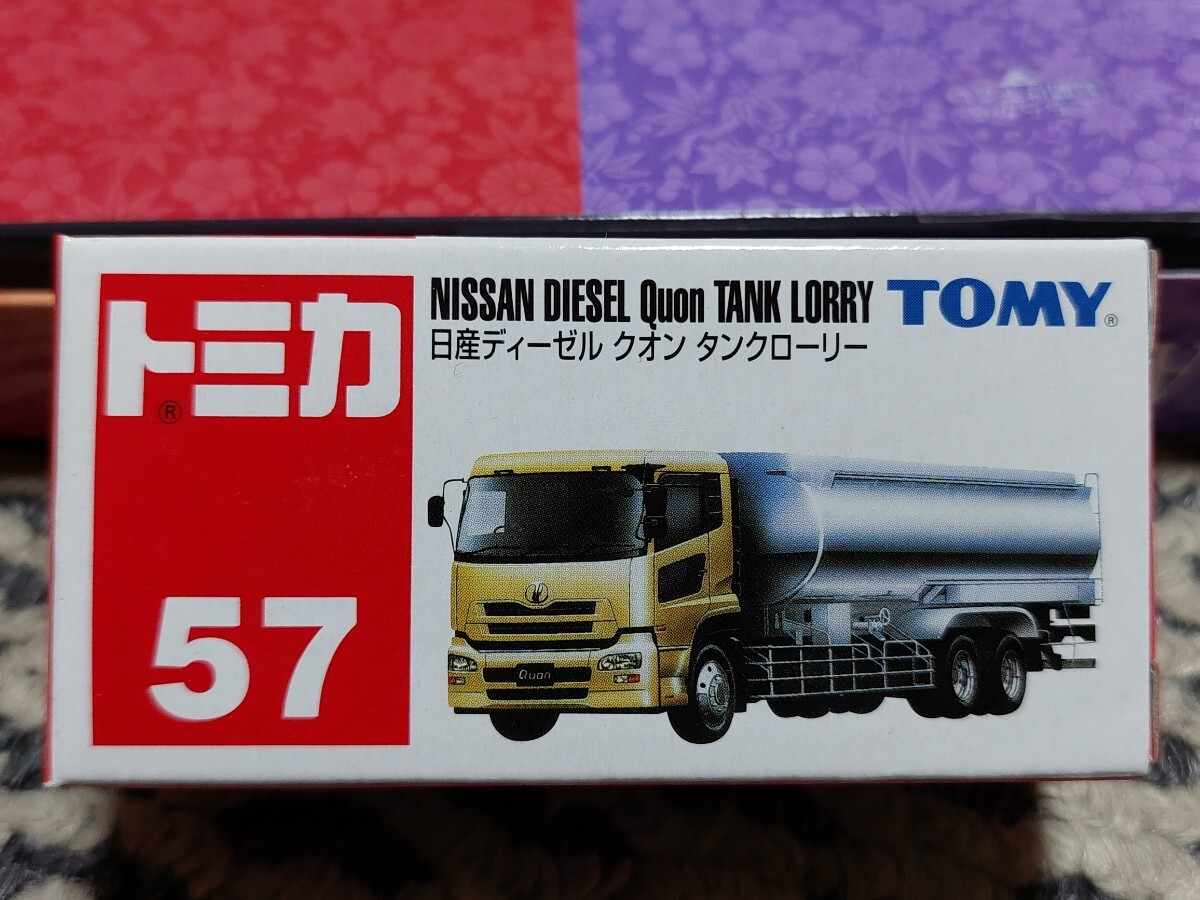 トミカ®
57
NISSAN DIESEL Quon TANK LORRY
日産ディーゼル クオン タンクローリー
TOMY®
Quon